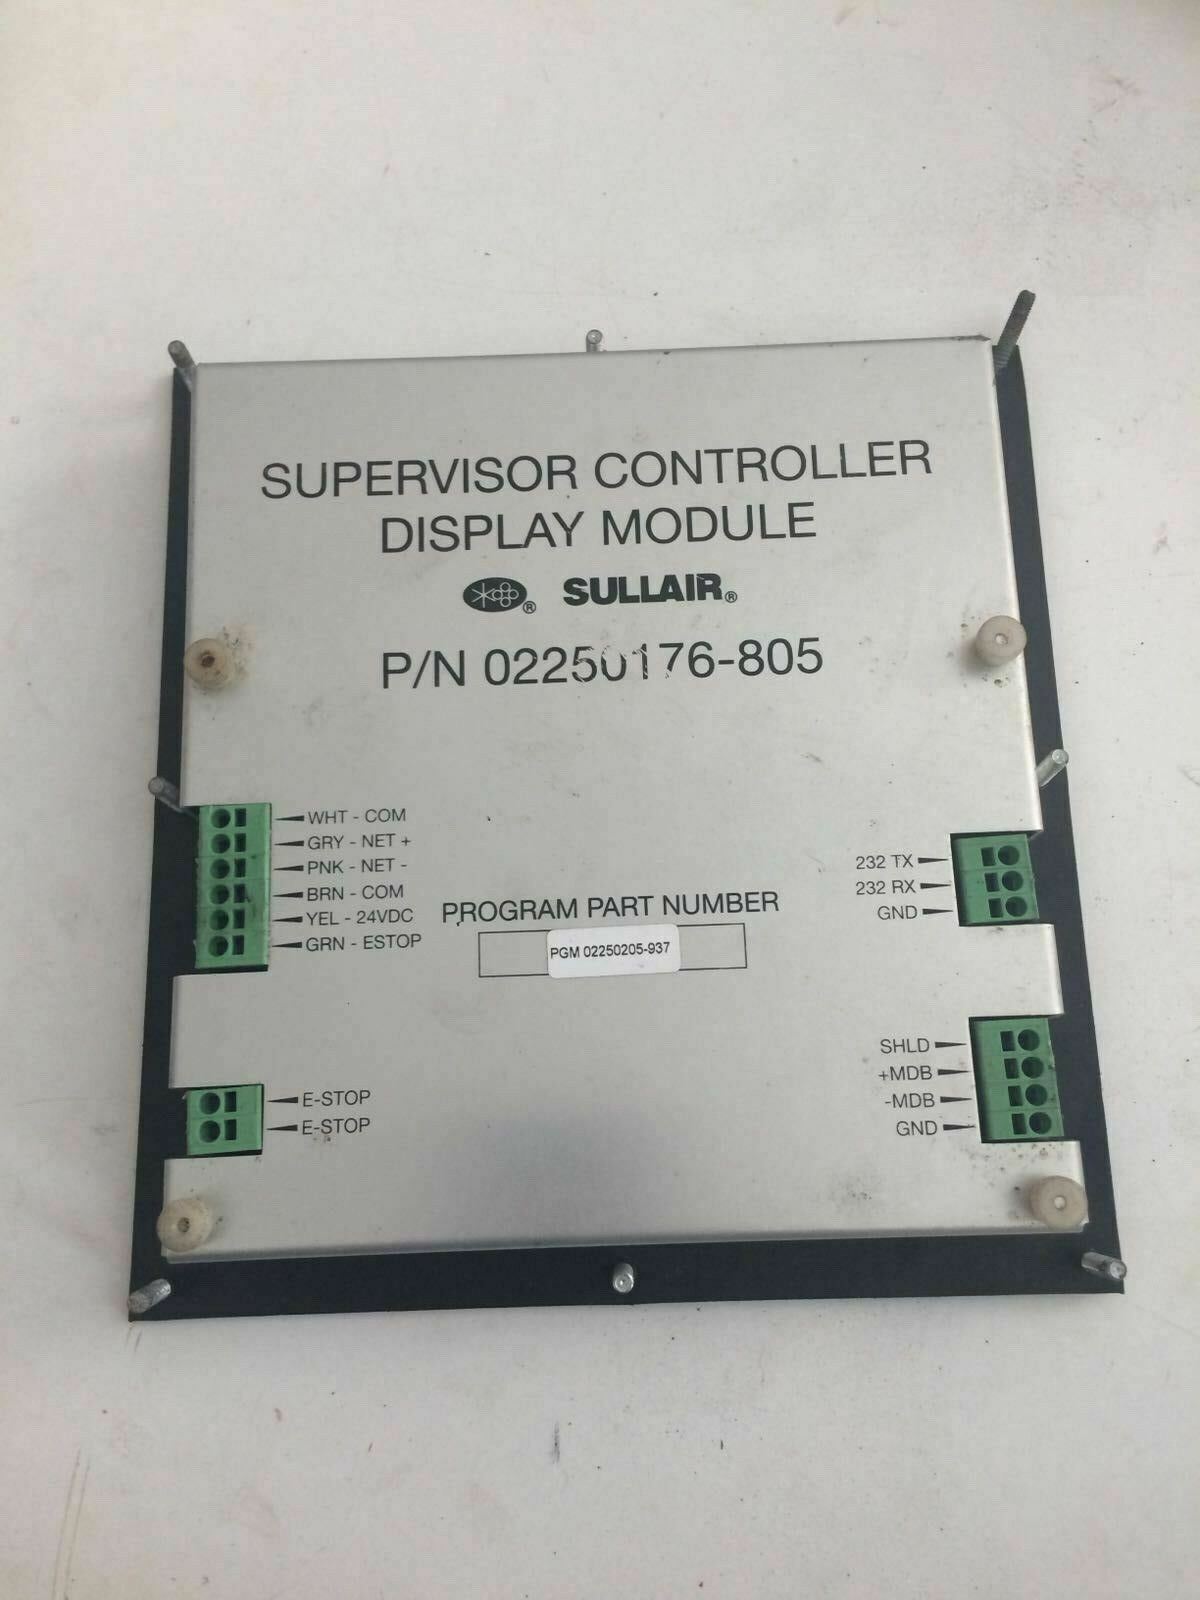 SUPERVISOR CONTROLLER
DISPLAY MODULE
® SULLAIR®
P/N 02250176-805
WHT - COM
GRY - NET +
PNK - NET -
BRN - COM
YEL - 24VDC
GRN - ESTOP
E-STOP
E-STOP
PROGRAM PART NUMBER
PGM 02250205-937
232 TX
232 RX
GND
SHLD
+MDB
-MDB
GND